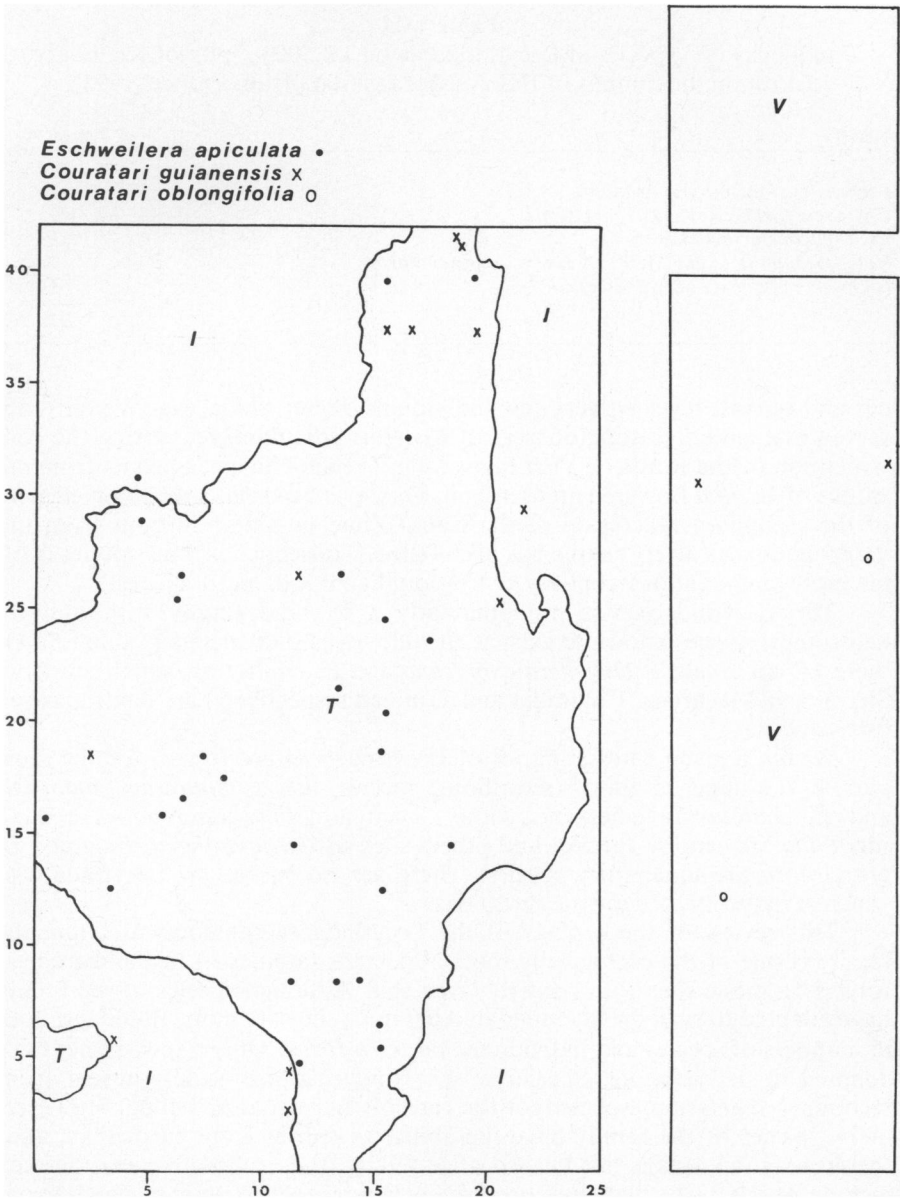 Eschweilera apiculata •
Couratari guianensis x
Couratari oblongifolia o
V
40
I
I
35
30
25
T
20
V
15
10
5
T
I
I
5
10
15
20
25